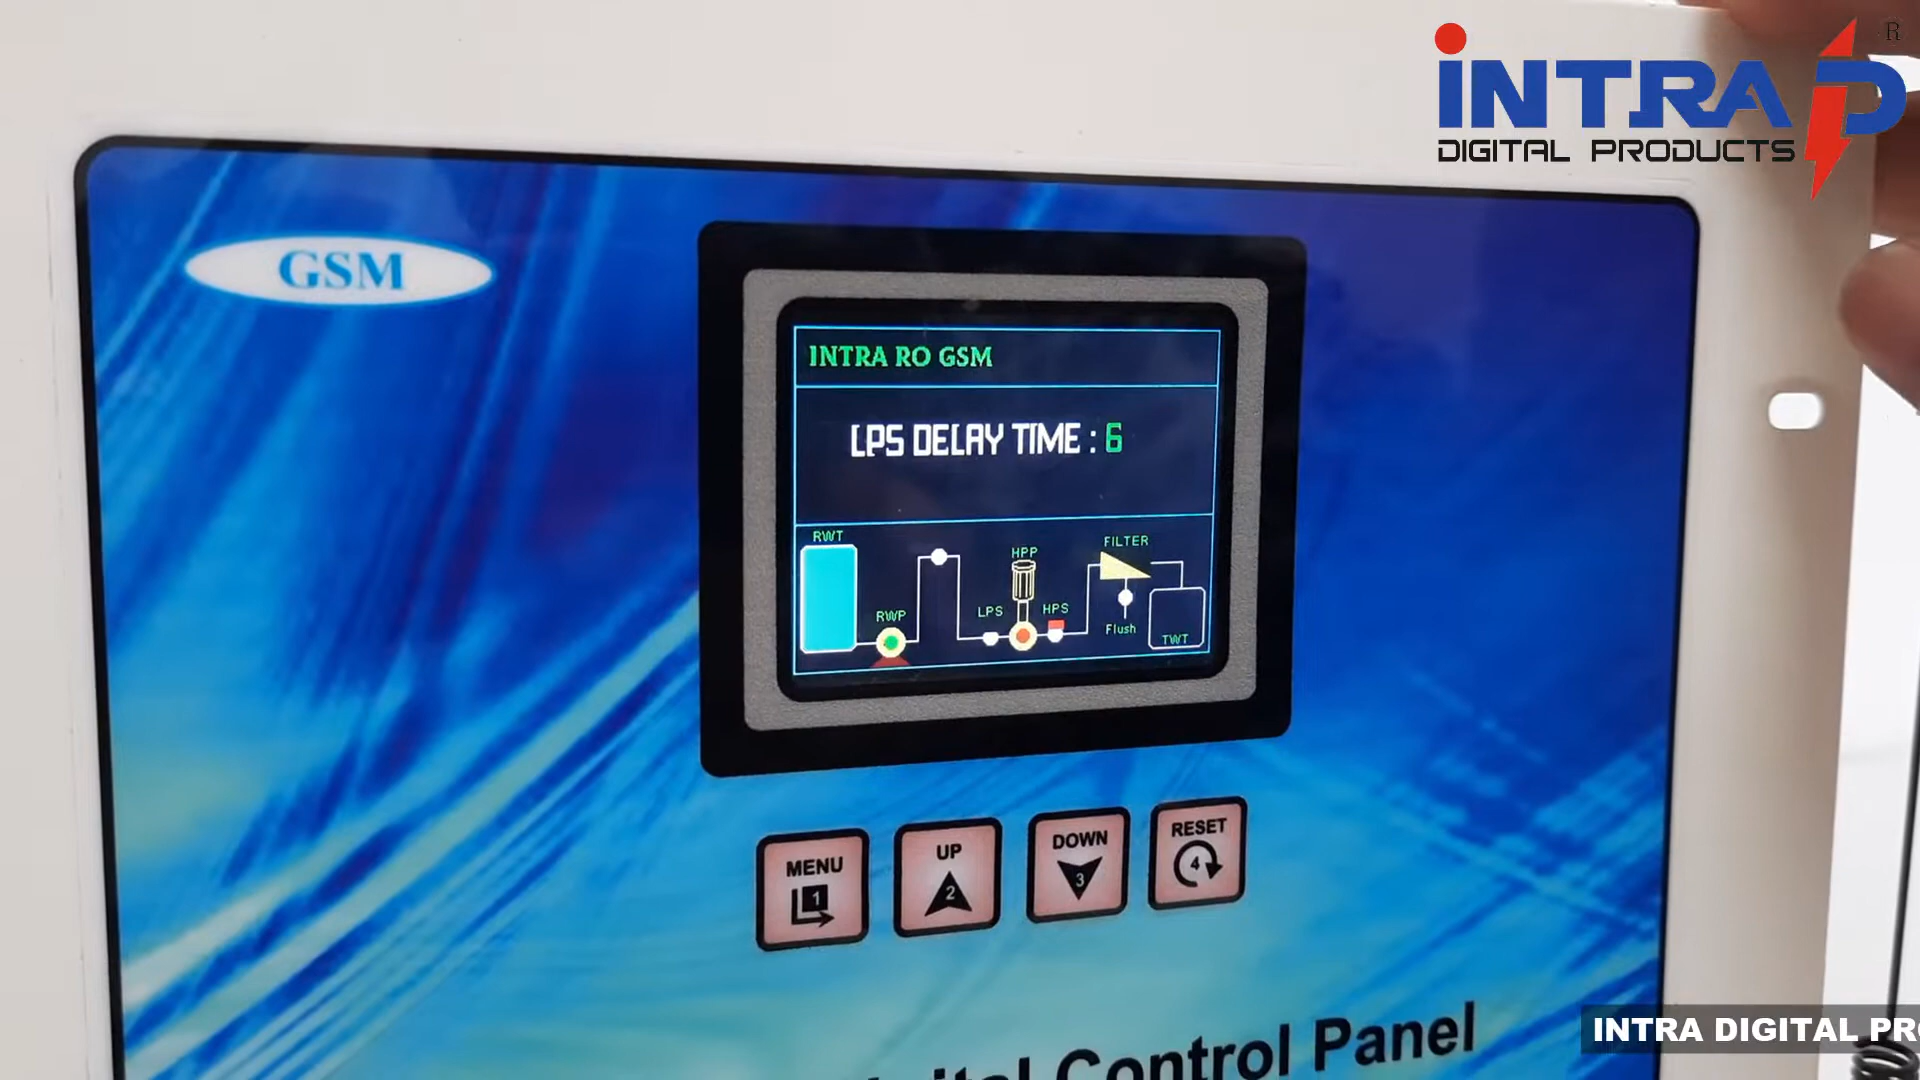 INTRA
DIGITAL PRODUCTS
R
GSM
INTRA RO GSM
LPS DELAY TIME : 6
RWT
RWP
LPS
HPP
HPS
FILTER
Flush
TWT
MENU
1
UP
2
DOWN
3
RESET
4
Control Panel
INTRA DIGITAL